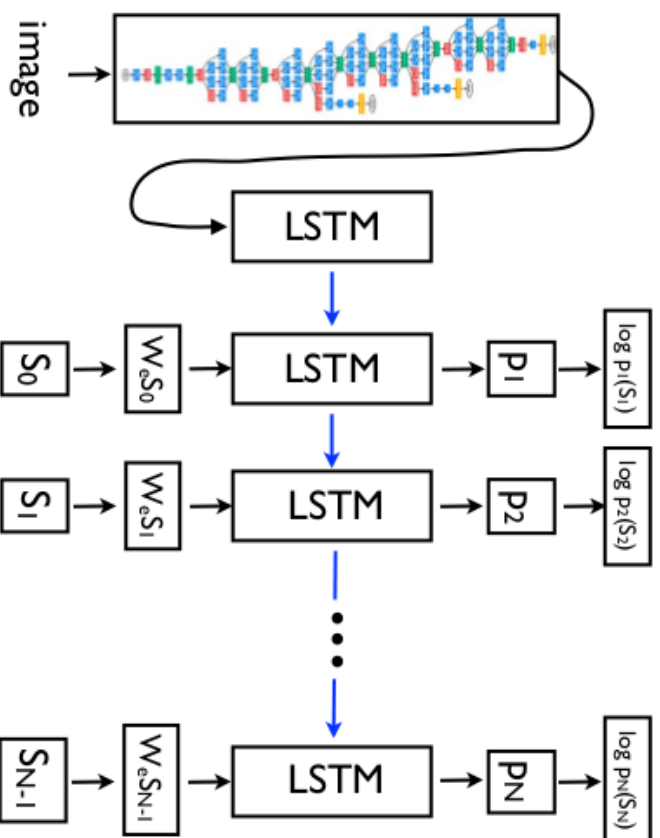 image
LSTM
S0
WeS0
LSTM
p1
log p1(S1)
S1
WeS1
LSTM
p2
log p2(S2)
SN-1
WeSN-1
LSTM
pN
log pN(SN)